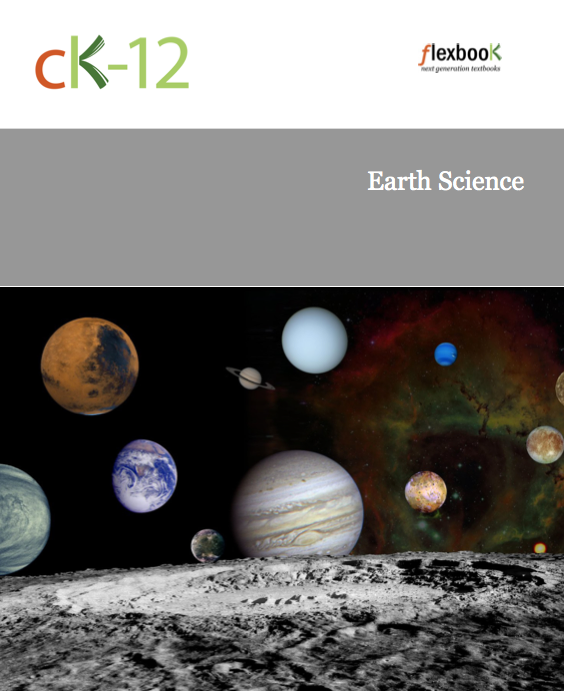 cK-12
flexbook
next generation textbooks
Earth Science